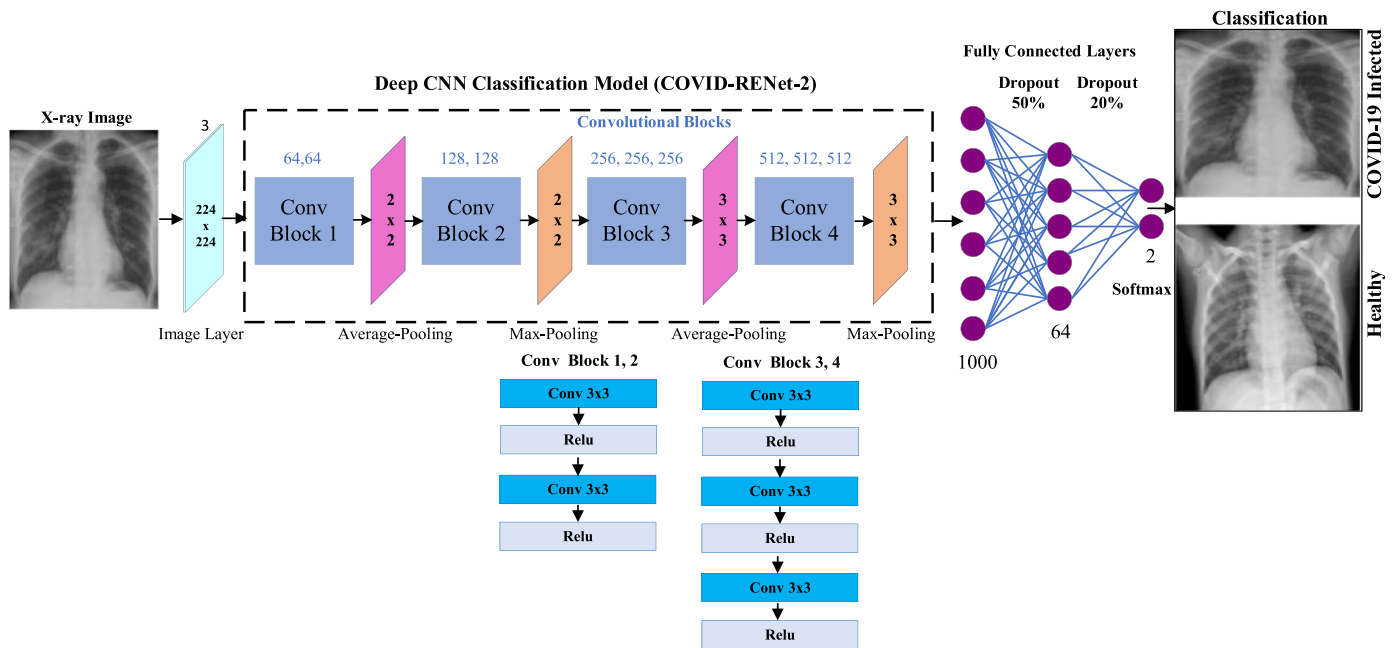 Classification
Fully Connected Layers
Deep CNN Classification Model (COVID-RENet-2)
Dropout 50%
Dropout 20%
X-ray Image
3
Convolutional Blocks
64,64
128, 128
256, 256, 256
512, 512, 512
224 x 224
Conv Block 1
2 x 2
Conv Block 2
2 x 2
Conv Block 3
3 x 3
Conv Block 4
3 x 3
Image Layer
Average-Pooling
Max-Pooling
Average-Pooling
Max-Pooling
1000
64
2
Softmax
COVID-19 Infected
Healthy
Conv Block 1, 2
Conv 3x3
Relu
Conv 3x3
Relu
Conv Block 3, 4
Conv 3x3
Relu
Conv 3x3
Relu
Conv 3x3
Relu